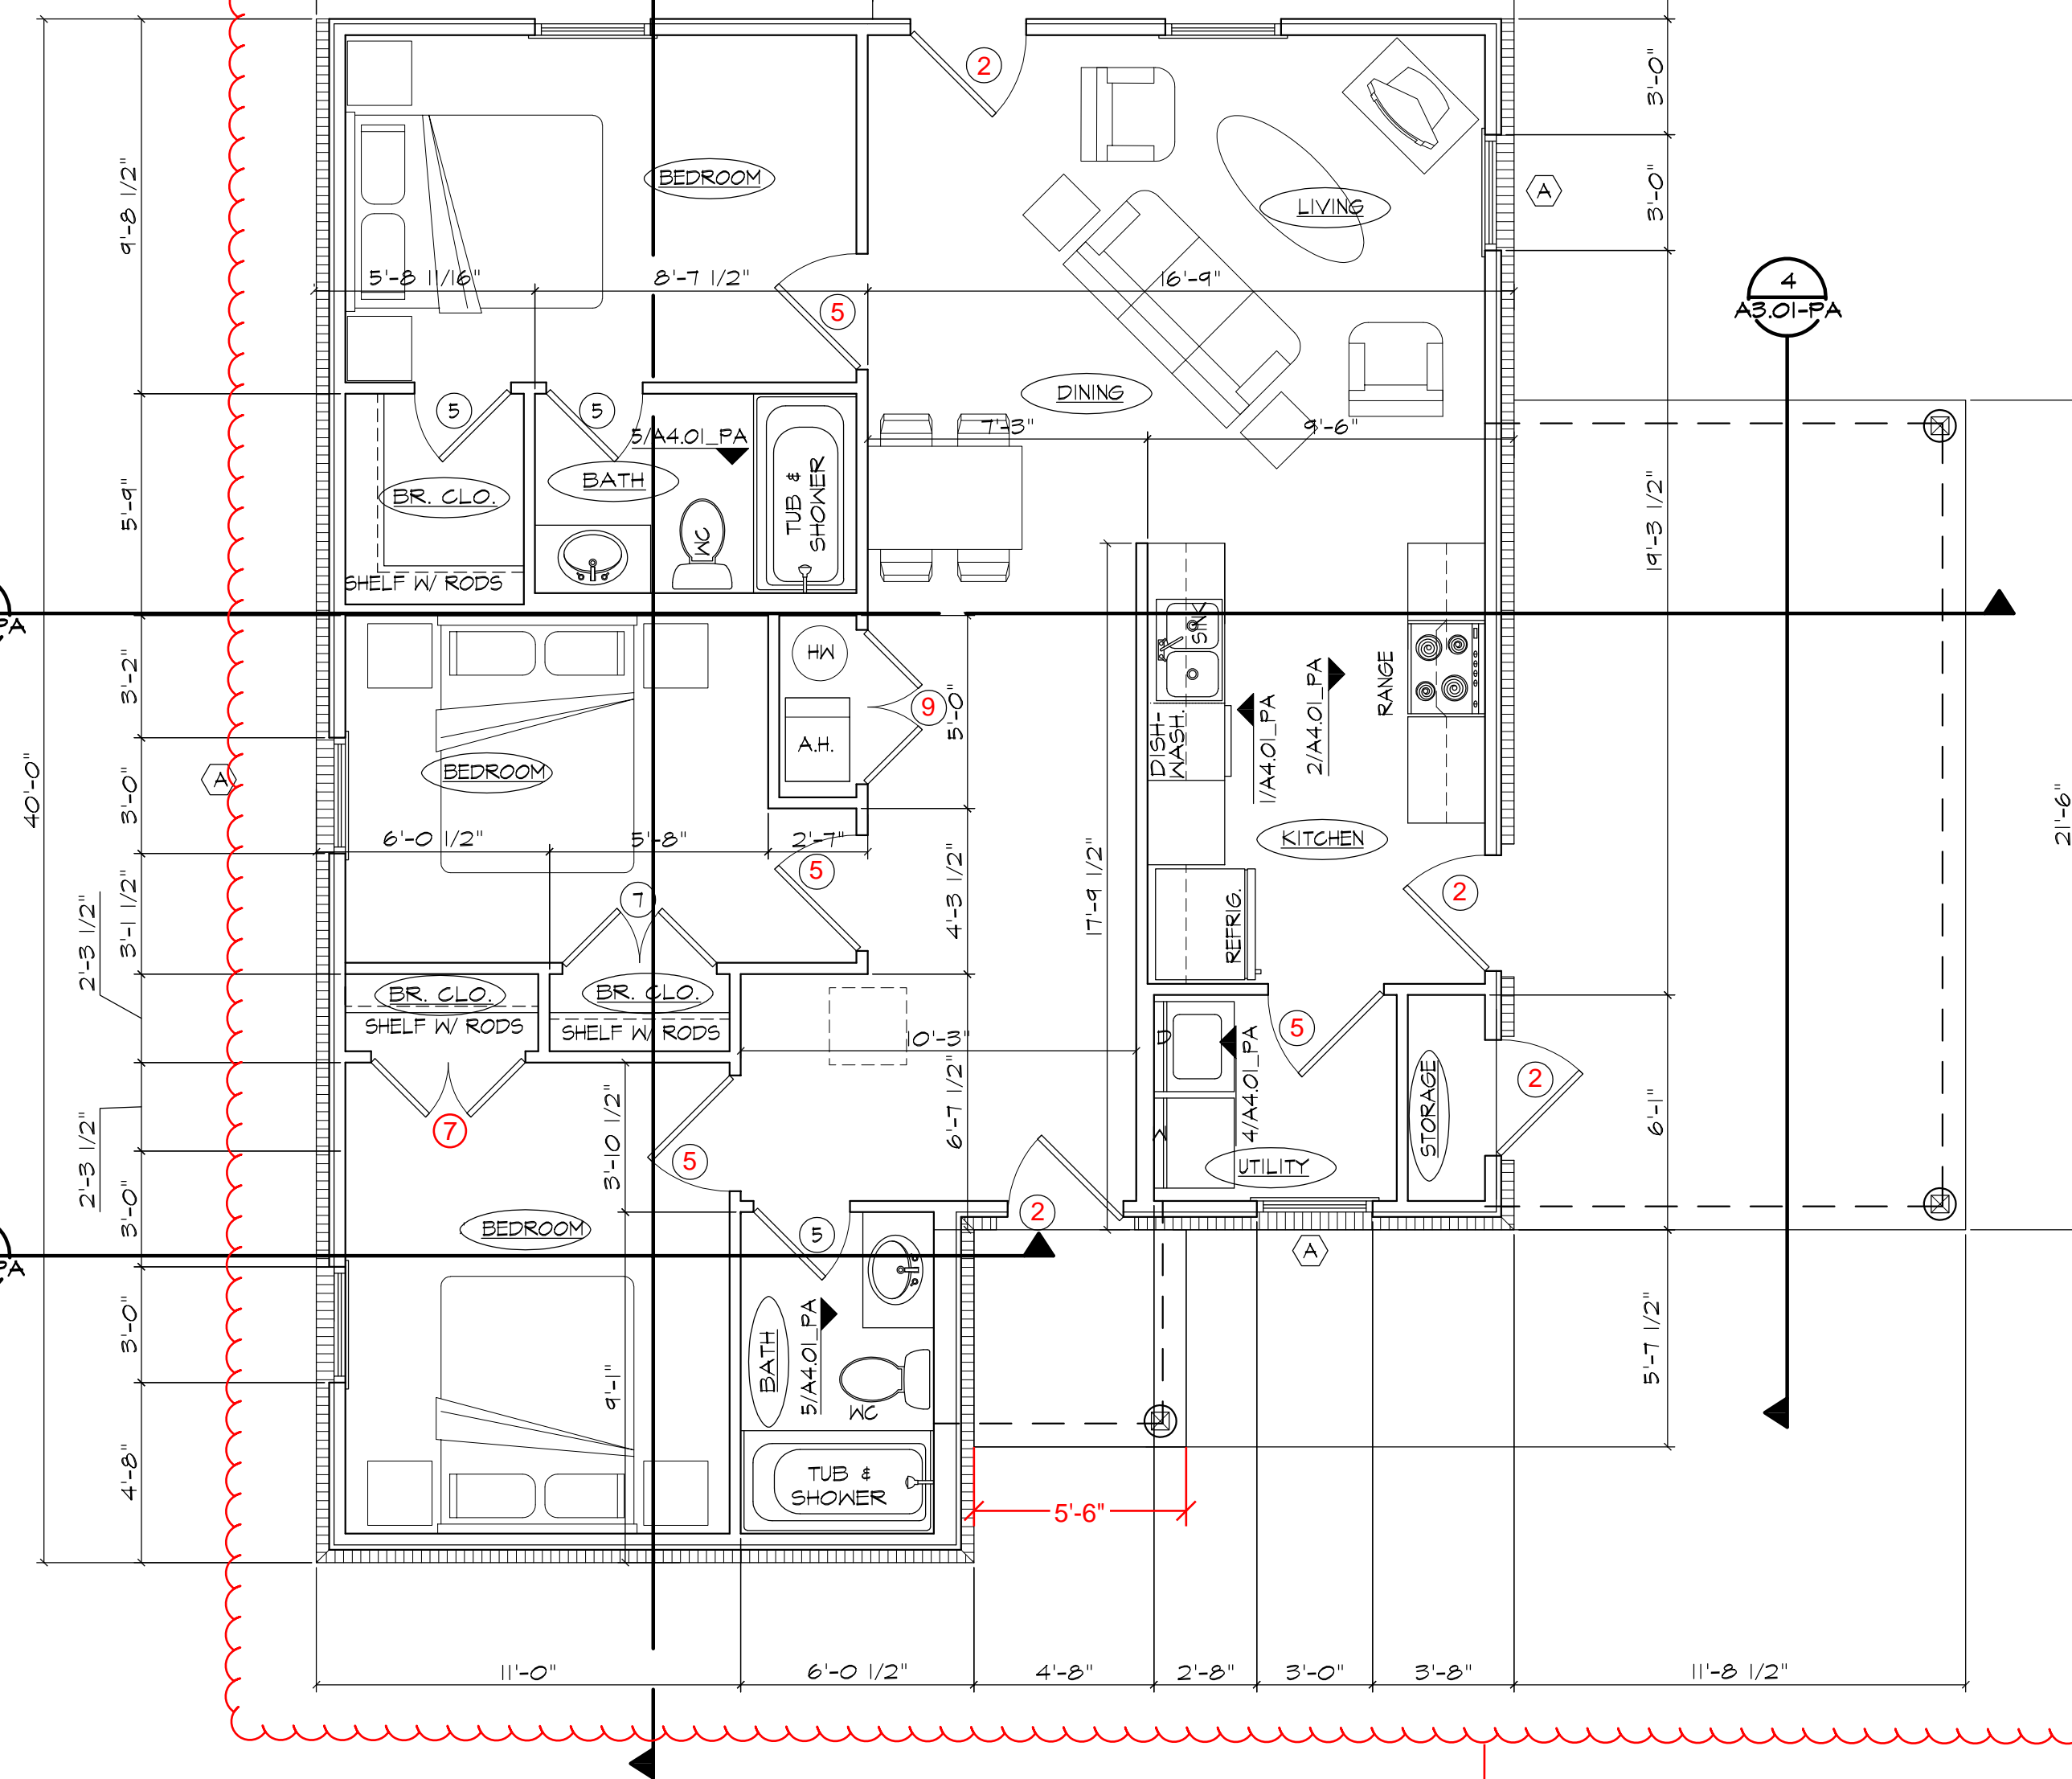 2
BEDROOM
LIVING
A
3'-0"
9'-8 1/2"
3'-0"
5'-8 11/16"
8'-7 1/2"
16'-9"
5
4
A3.01-PA
DINING
5
5
5/A4.01_PA
7'-3"
9'-6"
BR. CLO.
BATH
WC
TUB &
SHOWER
5'-9"
19'-3 1/2"
SHELF W/ RODS
PA
HW
SINK
3'-2"
A.H.
9
5'-0"
DISH-
WASH.
1/A4.01_PA
2/A4.01_PA
RANGE
BEDROOM
A
3'-0"
40'-0"
21'-6"
6'-0 1/2"
5'-8"
2'-7"
KITCHEN
7
5
4'-3 1/2"
17'-9 1/2"
REFRIG.
2
2'-3 1/2"
3'-1 1/2"
BR. CLO.
SHELF W/ RODS
BR. CLO.
SHELF W/ RODS
10'-3"
D
4/A4.01_PA
5
STORAGE
2
7
3'-10 1/2"
5
6'-7 1/2"
W
6'-1"
2'-3 1/2"
3'-0"
UTILITY
BEDROOM
5
2
A
PA
3'-0"
9'-1"
BATH
5/A4.01_PA
WC
5'-7 1/2"
4'-8"
TUB &
SHOWER
5'-6"
11'-0"
6'-0 1/2"
4'-8"
2'-8"
3'-0"
3'-8"
11'-8 1/2"